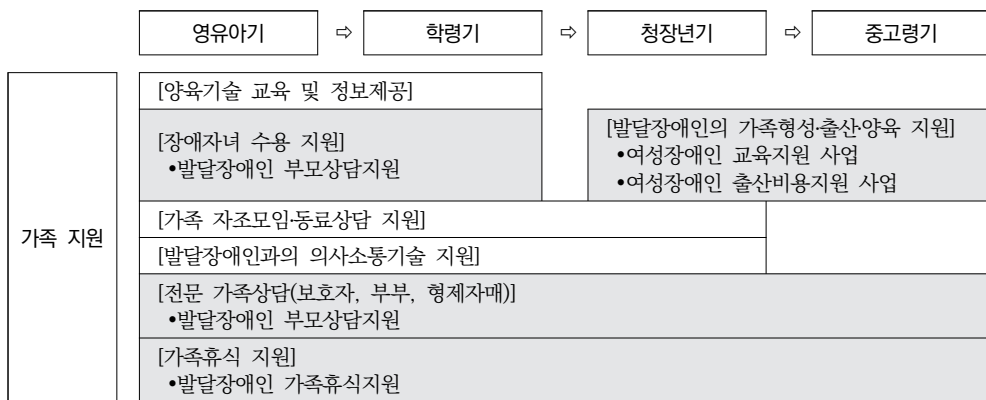 영유아기 ⇨ 학령기 ⇨ 청장년기 ⇨ 중고령기
가족 지원
[양육기술 교육 및 정보제공]
[장애자녀 수용 지원]
•발달장애인 부모상담지원
[발달장애인의 가족형성·출산·양육 지원]
•여성장애인 교육지원 사업
•여성장애인 출산비용지원 사업
[가족 자조모임·동료상담 지원]
[발달장애인과의 의사소통기술 지원]
[전문 가족상담(보호자, 부부, 형제자매)]
•발달장애인 부모상담지원
[가족휴식 지원]
•발달장애인 가족휴식지원